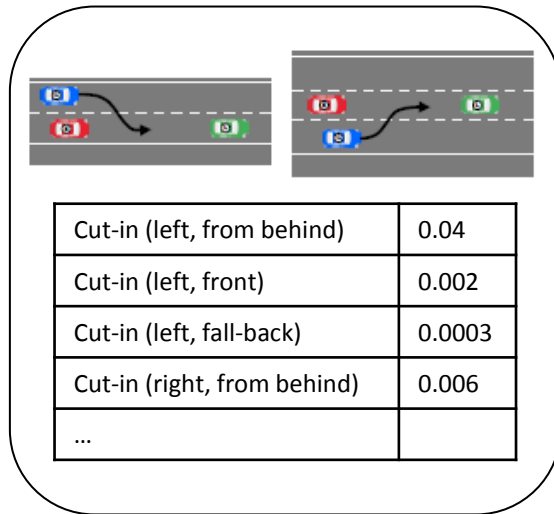 Cut-in (left, from behind) 0.04
Cut-in (left, front) 0.002
Cut-in (left, fall-back) 0.0003
Cut-in (right, from behind) 0.006
…